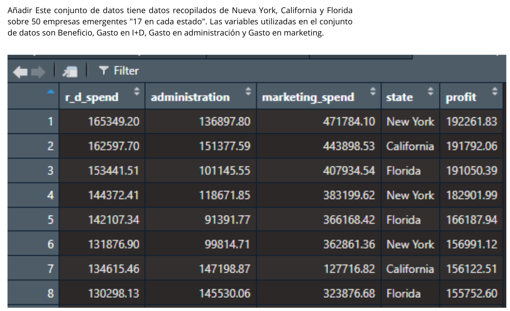 Añadir Este conjunto de datos tiene datos recopilados de Nueva York, California y Florida
sobre 50 empresas emergentes "17 en cada estado". Las variables utilizadas en el conjunto
de datos son Beneficio, Gasto en I+D, Gasto en administración y Gasto en marketing.
Filter
r_d_spend administration marketing_spend state profit
1 165349.20 136897.80 471784.10 New York 192261.83
2 162597.70 151377.59 443898.53 California 191792.06
3 153441.51 101145.55 407934.54 Florida 191050.39
4 144372.41 118671.85 383199.62 New York 182901.99
5 142107.34 91391.77 366168.42 Florida 166187.94
6 131876.90 99814.71 362861.36 New York 156991.12
7 134615.46 147198.87 127716.82 California 156122.51
8 130298.13 145530.06 323876.68 Florida 155752.60